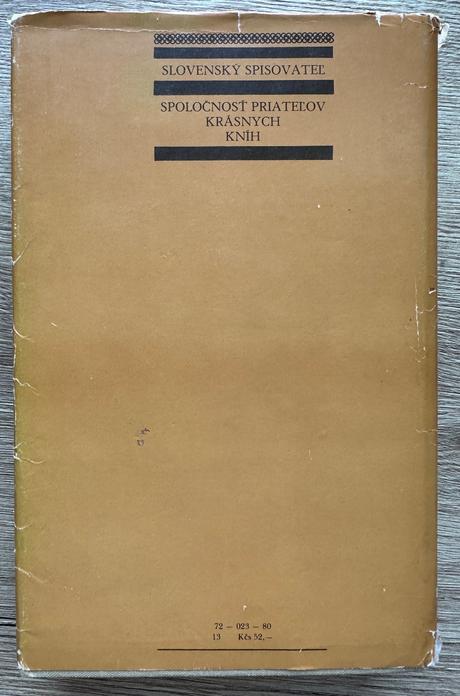 SLOVENSKÝ SPISOVATEĽ
SPOLOČNOSŤ PRIATEĽOV
KRÁSNYCH
KNÍH
72 — 023 — 80
13 Kčs 52,—